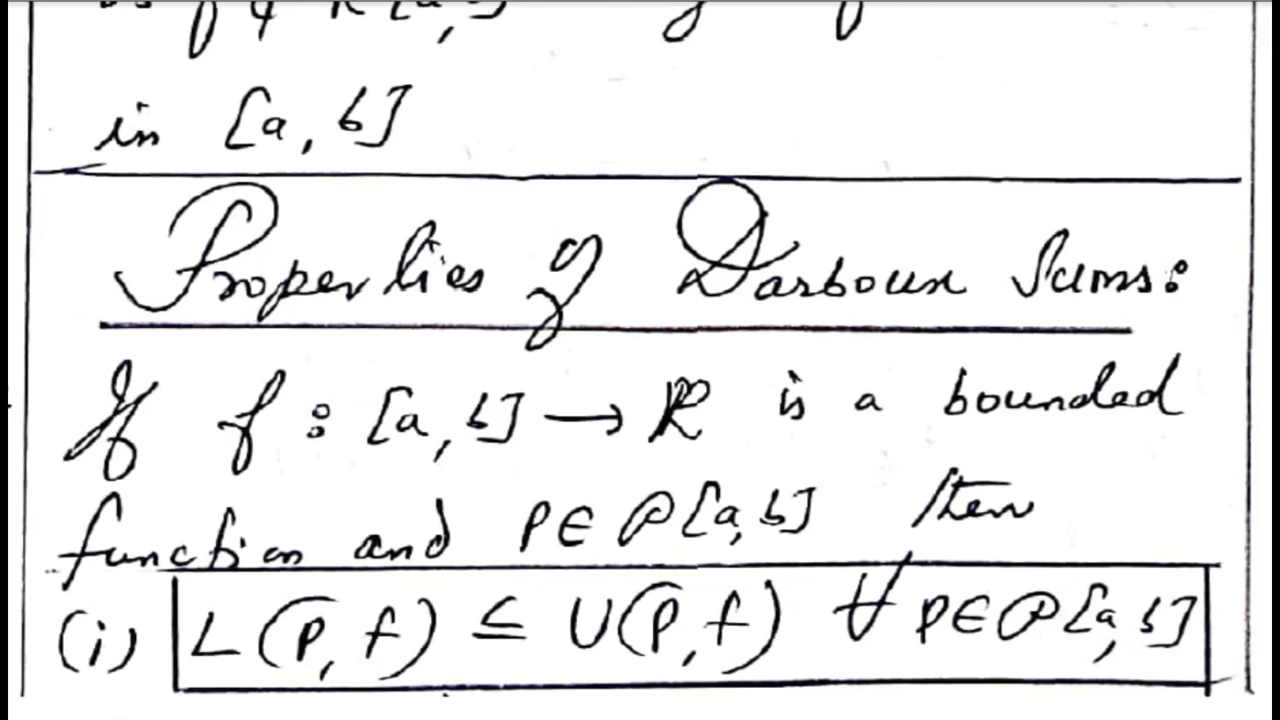 in [a, b]
Properties of Darboux Sums:
If f : [a, b] → ℝ is a bounded
function and P ∈ 𝒫[a, b] then
(i) L(P, f) ≤ U(P, f) ∀ P ∈ 𝒫[a, b]